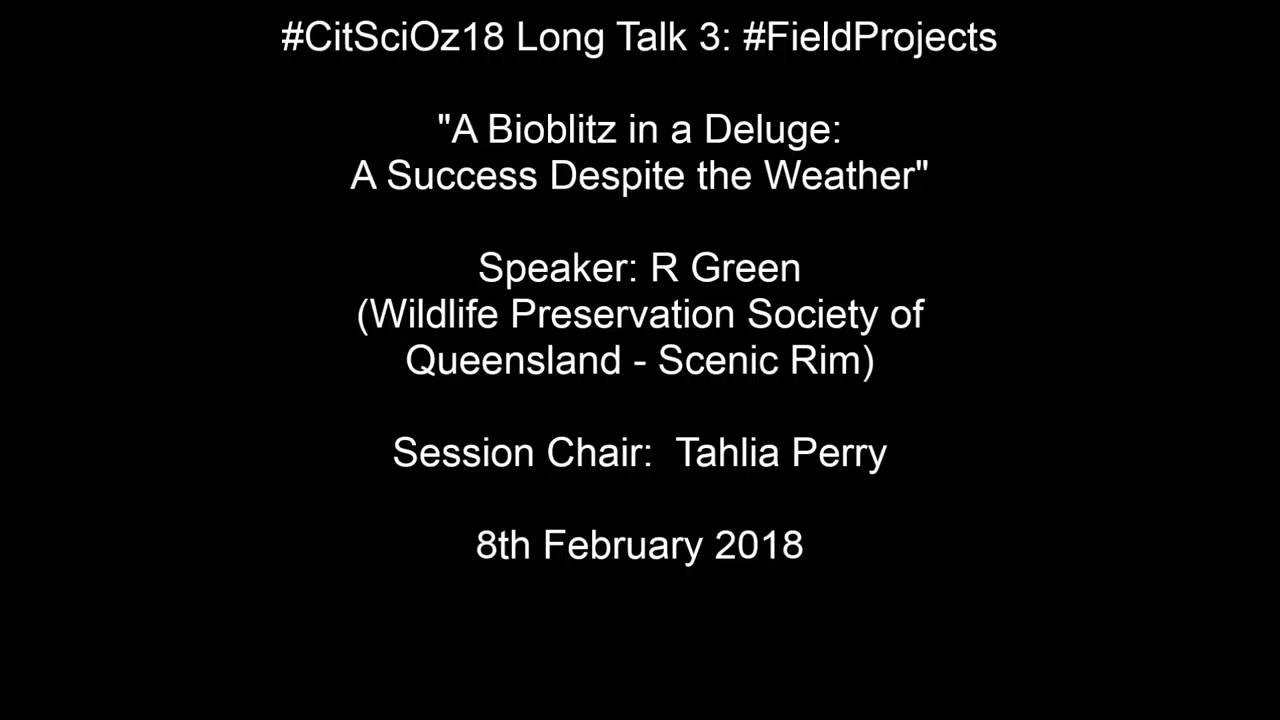 #CitSciOz18 Long Talk 3: #FieldProjects
"A Bioblitz in a Deluge:
A Success Despite the Weather"
Speaker: R Green
(Wildlife Preservation Society of
Queensland - Scenic Rim)
Session Chair:  Tahlia Perry
8th February 2018